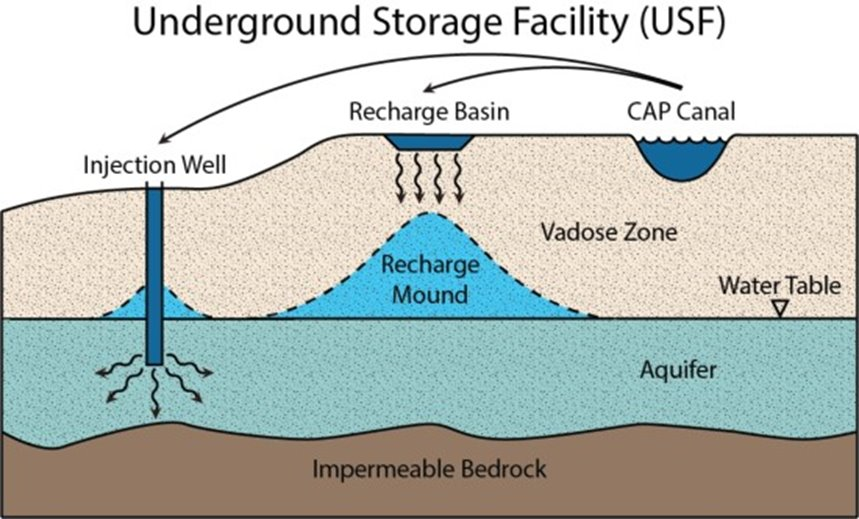 Underground Storage Facility (USF)
Recharge Basin
CAP Canal
Injection Well
Vadose Zone
Recharge
Mound
Water Table
Aquifer
Impermeable Bedrock